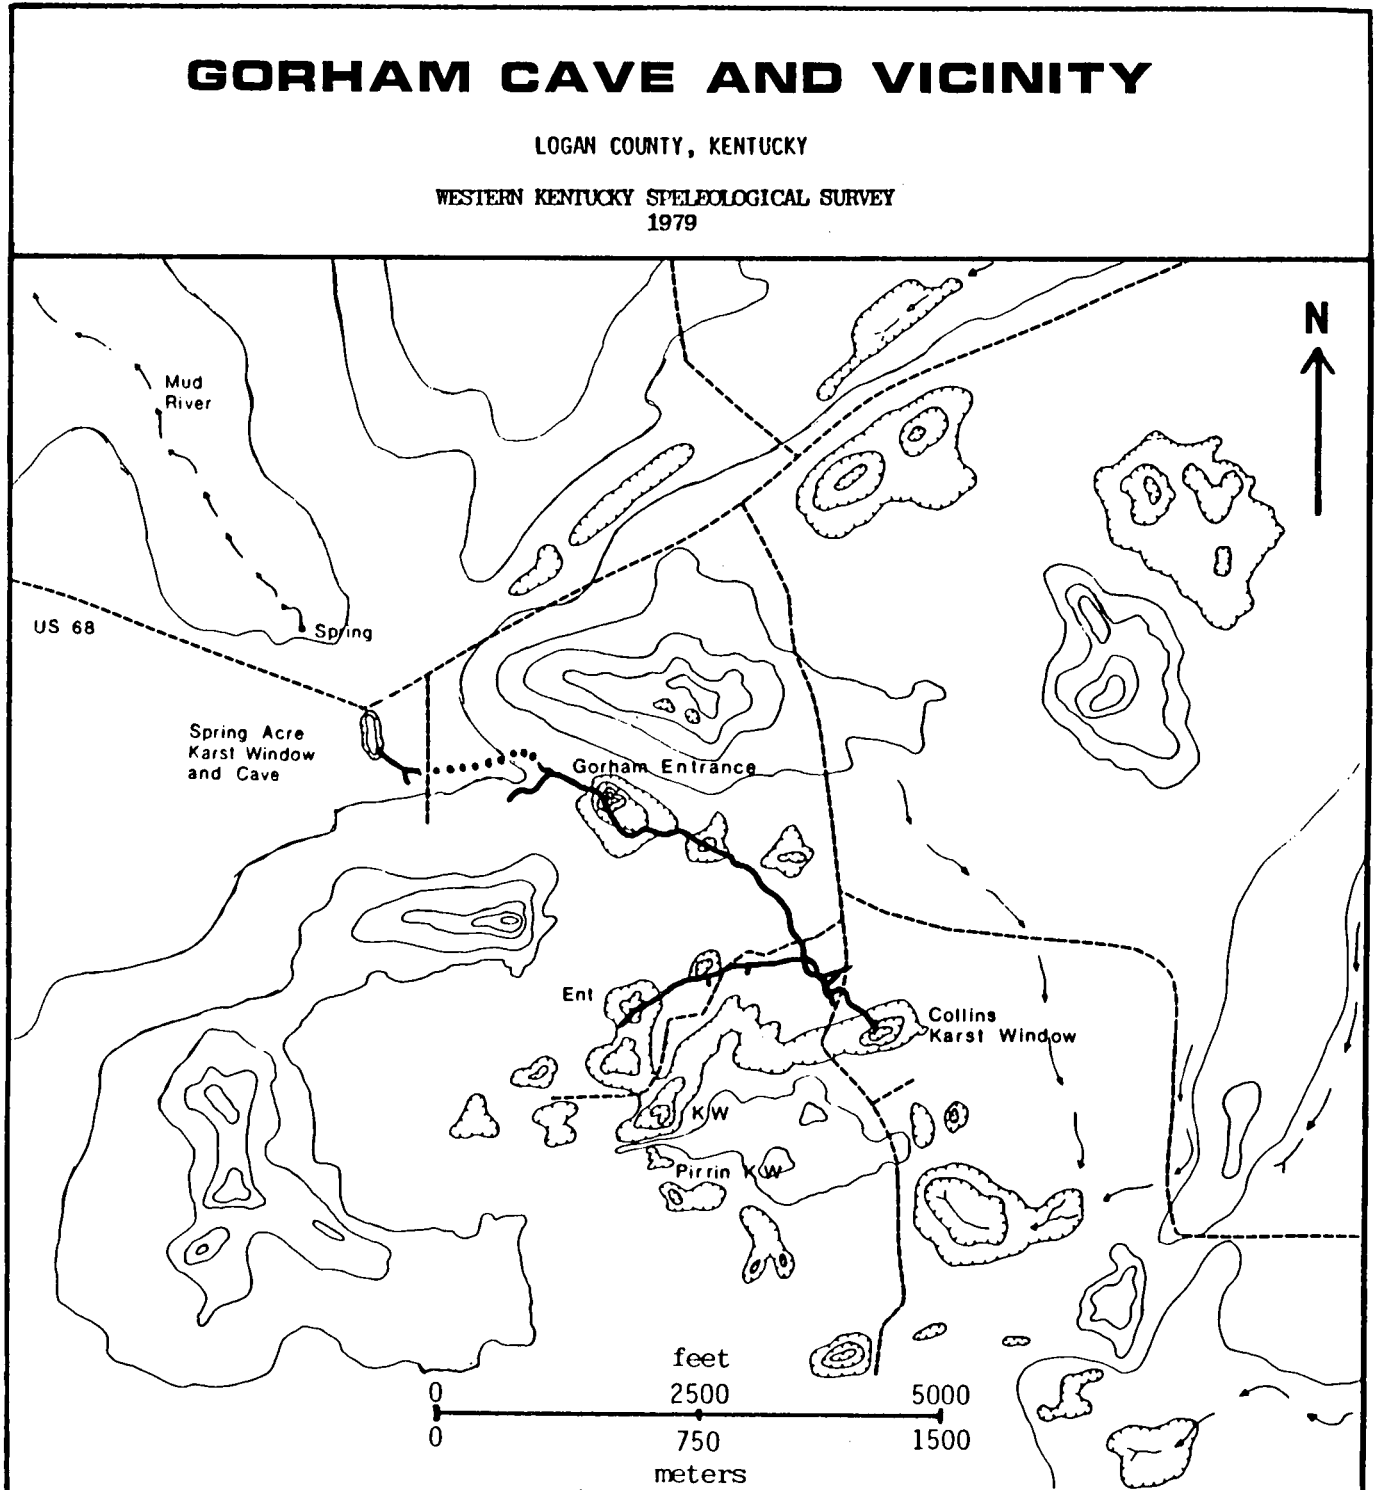 GORHAM CAVE AND VICINITY
LOGAN COUNTY, KENTUCKY
WESTERN KENTUCKY SPELEOLOGICAL SURVEY
1979
N
Mud
River
Spring
US 68
Spring Acre
Karst Window
and Cave
Gorham Entrance
Ent
Collins
Karst Window
KW
Pirrin KW
feet
0 2500 5000
0 750 1500
meters